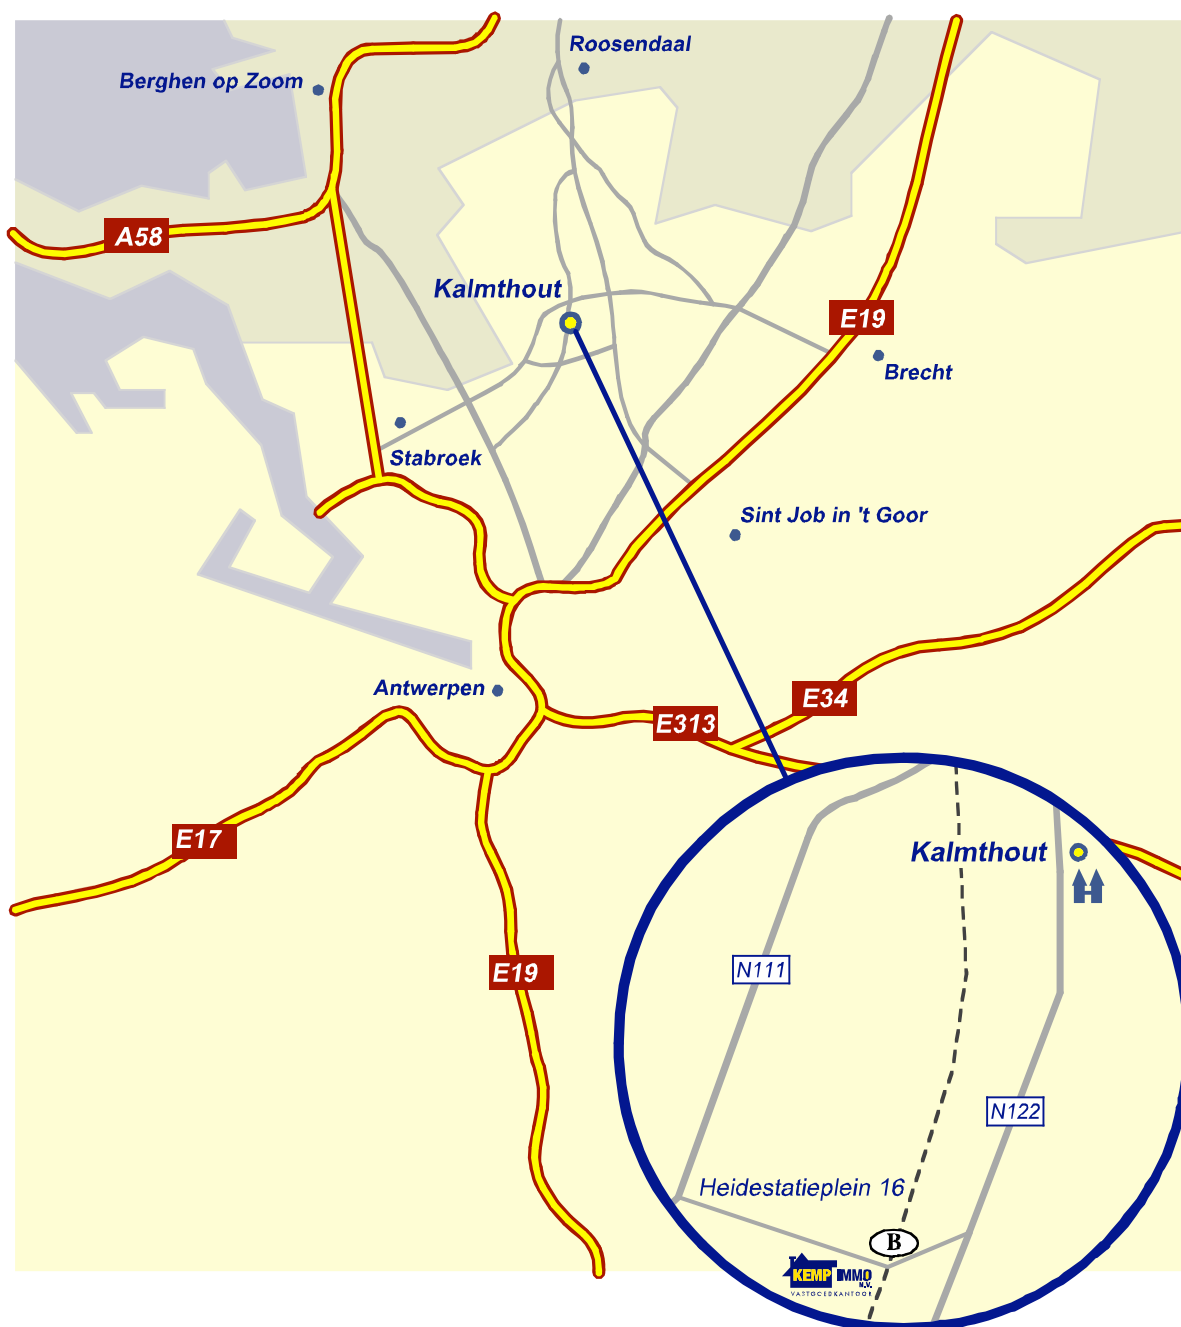 Roosendaal
Berghen op Zoom
A58
Kalmthout
E19
Brecht
Stabroek
Sint Job in 't Goor
Antwerpen
E34
E313
E17
Kalmthout
E19
N111
N122
Heidestatieplein 16
B
KEMP IMMO
N.V.
VASTGOEDKANTOOR